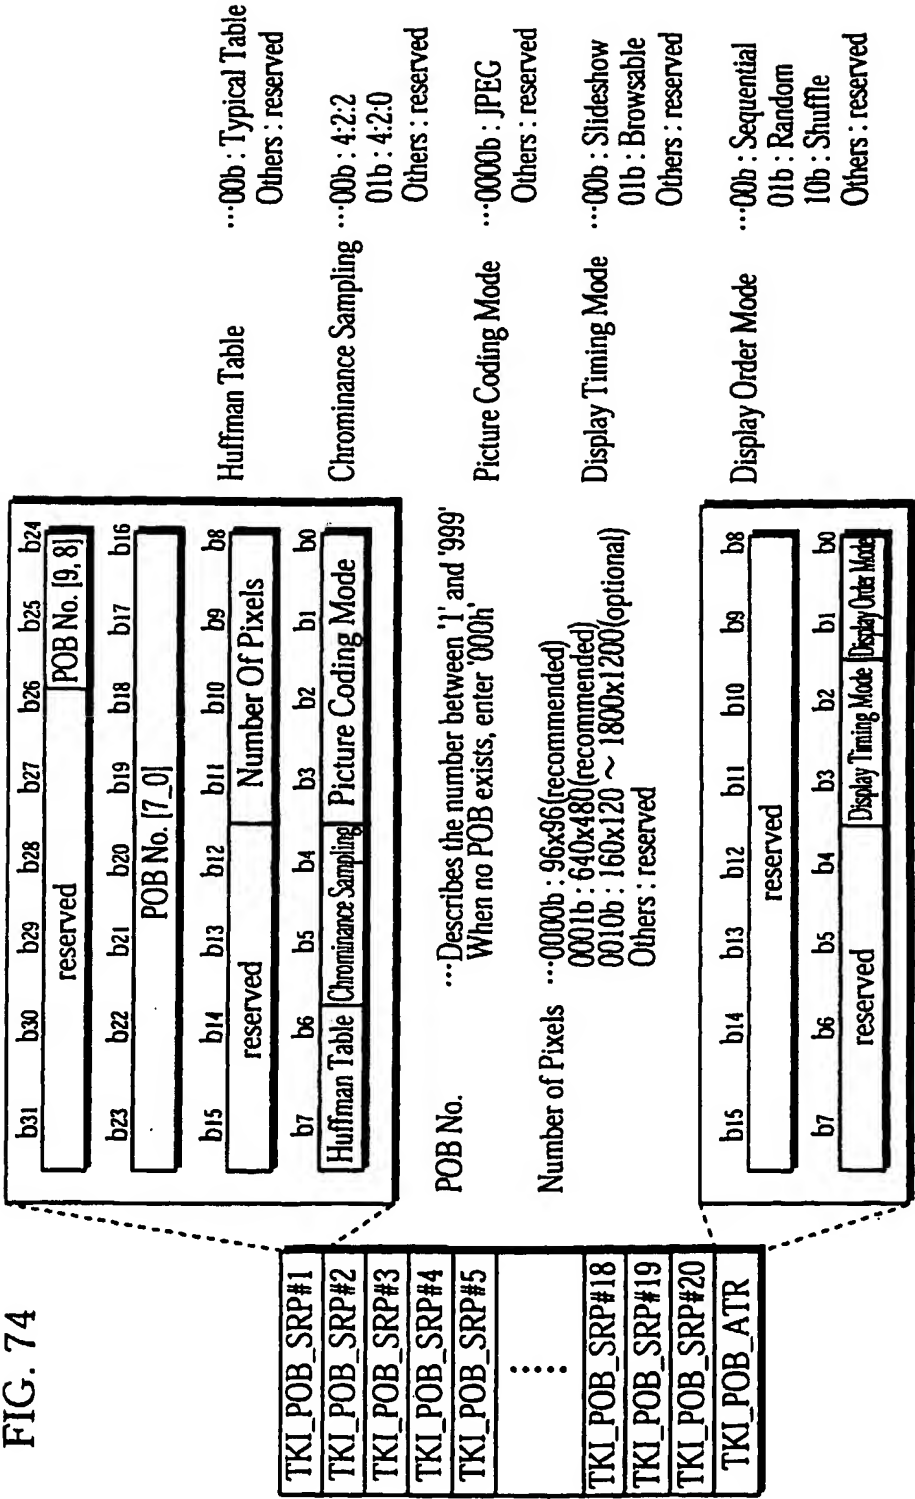 FIG. 74
TKI_POB_SRP#1
TKI_POB_SRP#2
TKI_POB_SRP#3
TKI_POB_SRP#4
TKI_POB_SRP#5
......
TKI_POB_SRP#18
TKI_POB_SRP#19
TKI_POB_SRP#20
TKI_POB_ATR
b31 b30 b29 b28 b27 b26 b25 b24
reserved POB No. [9, 8]
b23 b22 b21 b20 b19 b18 b17 b16
POB No. [7_0]
b15 b14 b13 b12 b11 b10 b9 b8
reserved Number Of Pixels
b7 b6 b5 b4 b3 b2 b1 b0
Huffman Table Chrominance Sampling Picture Coding Mode
POB No. ···Describes the number between '1' and '999'
When no POB exists, enter '000h'
Number of Pixels ···0000b : 96x96(recommended)
0001b : 640x480(recommended)
0010b : 160x120 ~ 1800x1200(optional)
Others : reserved
b15 b14 b13 b12 b11 b10 b9 b8
reserved
b7 b6 b5 b4 b3 b2 b1 b0
reserved Display Timing Mode Display Order Mode
Huffman Table ···00b : Typical Table
Others : reserved
Chrominance Sampling ···00b : 4:2:2
01b : 4:2:0
Others : reserved
Picture Coding Mode ···0000b : JPEG
Others : reserved
Display Timing Mode ···00b : Slideshow
01b : Browsable
Others : reserved
Display Order Mode ···00b : Sequential
01b : Random
10b : Shuffle
Others : reserved